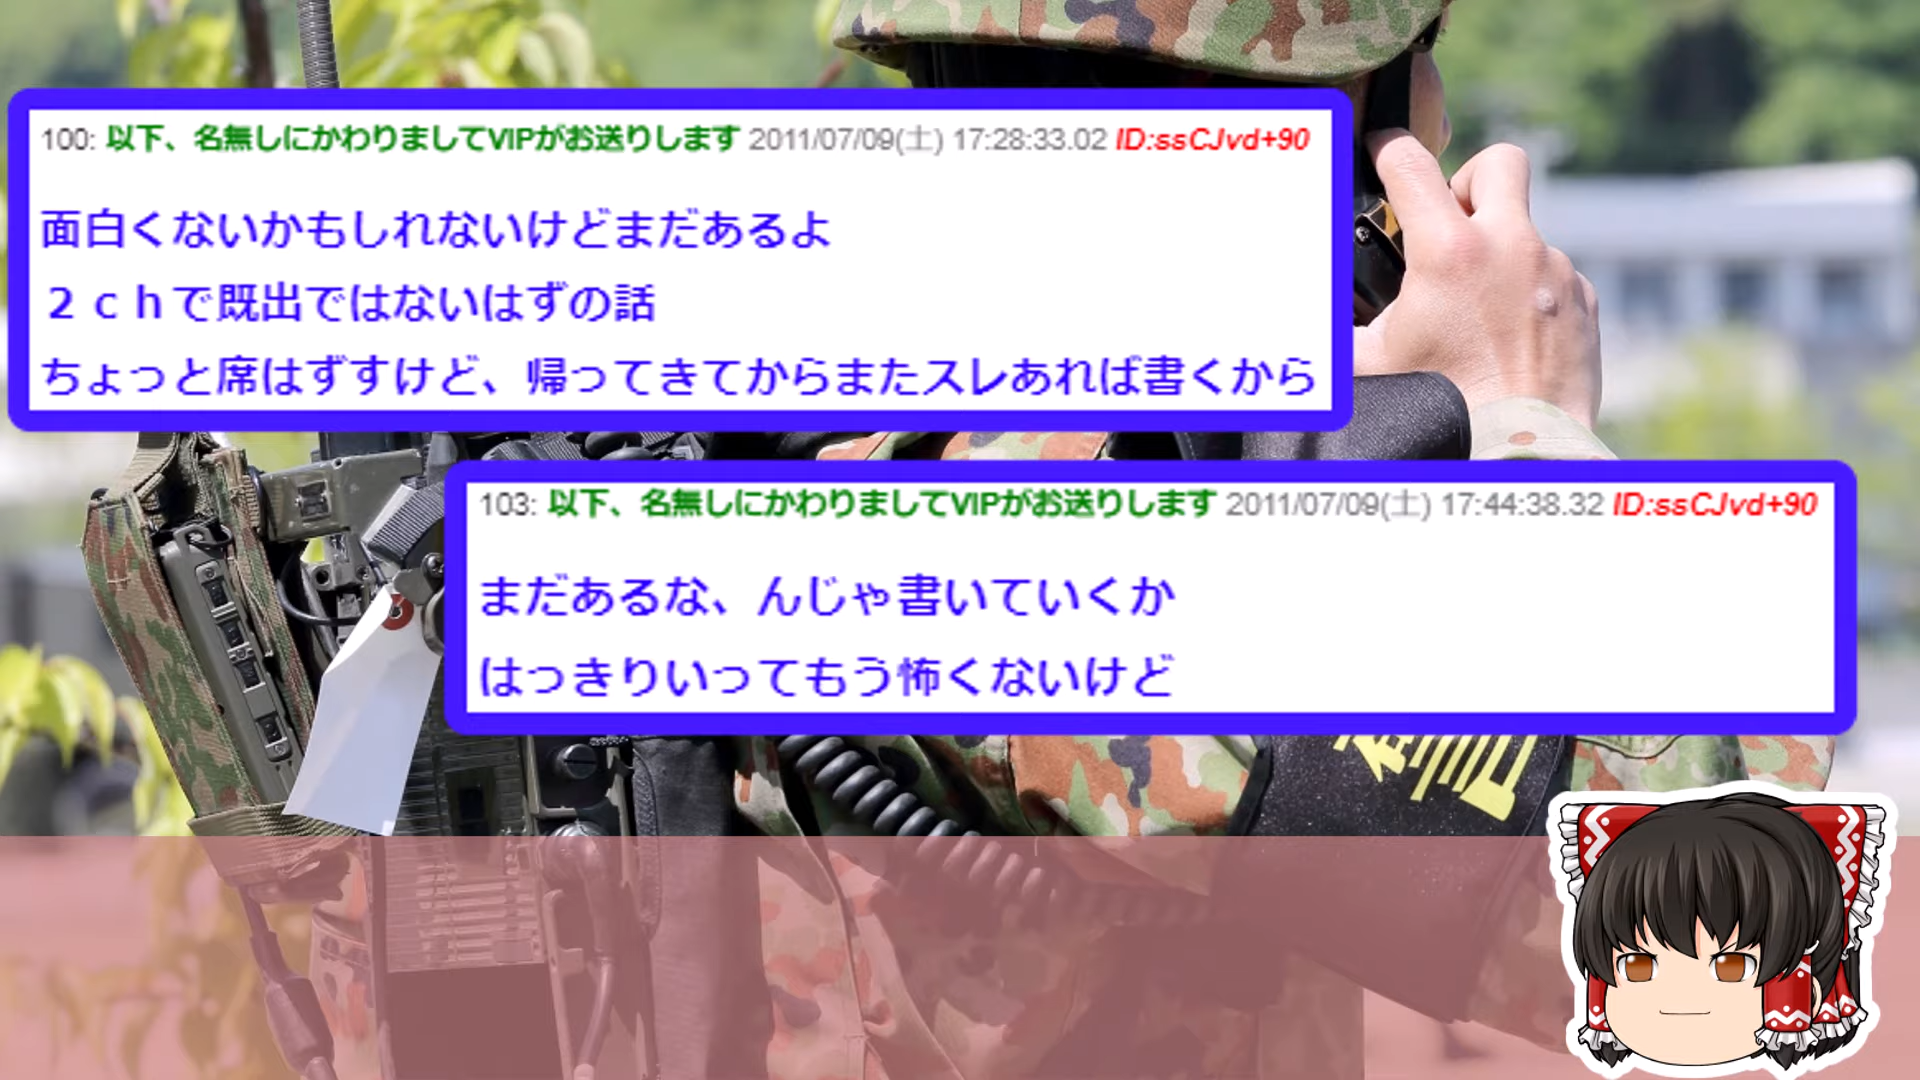 100: 以下、名無しにかわりましてVIPがお送りします 2011/07/09(土) 17:28:33.02 ID:ssCJvd+90
面白くないかもしれないけどまだあるよ
２ｃｈで既出ではないはずの話
ちょっと席はずすけど、帰ってきてからまたスレあれば書くから
103: 以下、名無しにかわりましてVIPがお送りします 2011/07/09(土) 17:44:38.32 ID:ssCJvd+90
まだあるな、んじゃ書いていくか
はっきりいってもう怖くないけど